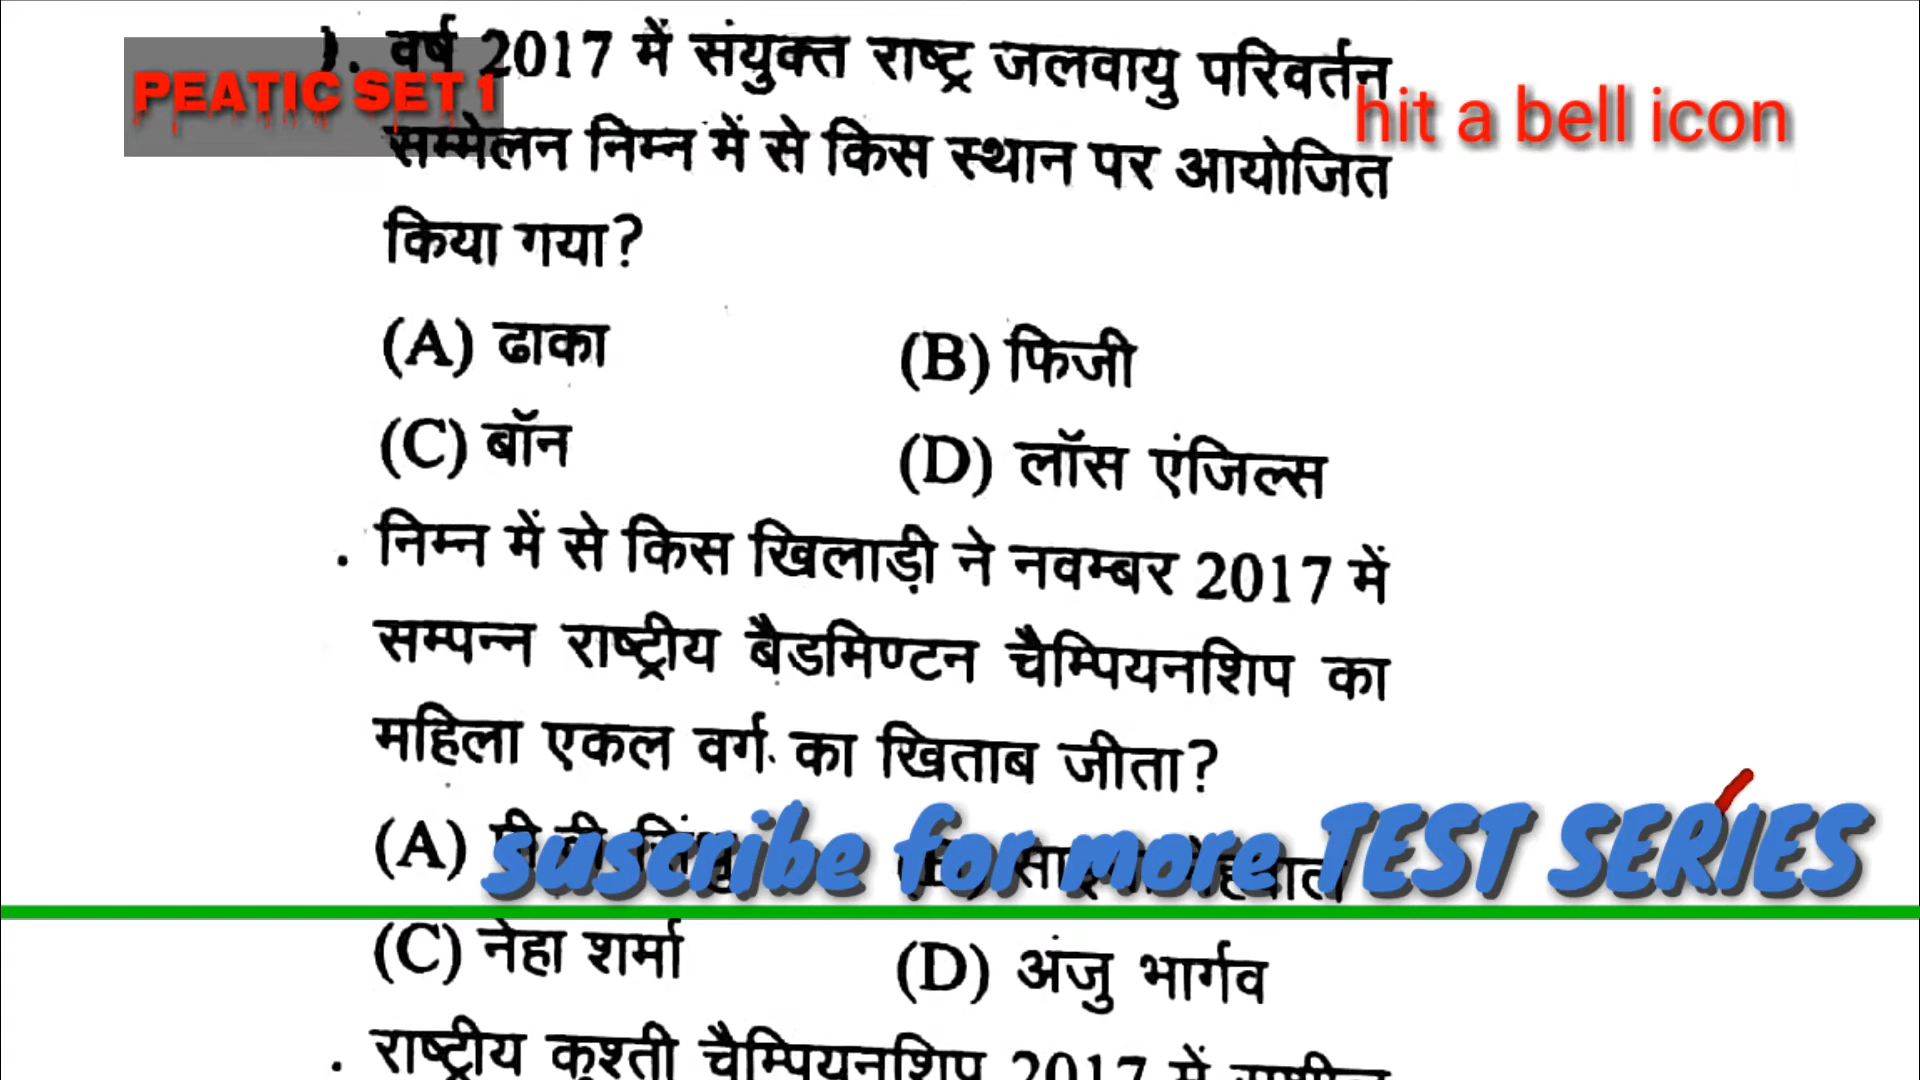 ). वर्ष 2017 में संयुक्त राष्ट्र जलवायु परिवर्तन
PEATIC SET 1
hit a bell icon
सम्मेलन निम्न में से किस स्थान पर आयोजित
किया गया?
(A) ढाका (B) फिजी
(C) बॉन (D) लॉस एंजिल्स
. निम्न में से किस खिलाड़ी ने नवम्बर 2017 में
सम्पन्न राष्ट्रीय बैडमिण्टन चैम्पियनशिप का
महिला एकल वर्ग का खिताब जीता?
(A) (B)
suscribe for more TEST SERIES
(C) नेहा शर्मा (D) अंजु भार्गव
. राष्ट्रीय कुश्ती चैम्पियनशिप 2017 में